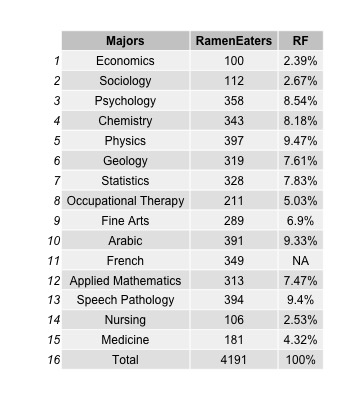 Majors RamenEaters RF
1 Economics 100 2.39%
2 Sociology 112 2.67%
3 Psychology 358 8.54%
4 Chemistry 343 8.18%
5 Physics 397 9.47%
6 Geology 319 7.61%
7 Statistics 328 7.83%
8 Occupational Therapy 211 5.03%
9 Fine Arts 289 6.9%
10 Arabic 391 9.33%
11 French 349 NA
12 Applied Mathematics 313 7.47%
13 Speech Pathology 394 9.4%
14 Nursing 106 2.53%
15 Medicine 181 4.32%
16 Total 4191 100%